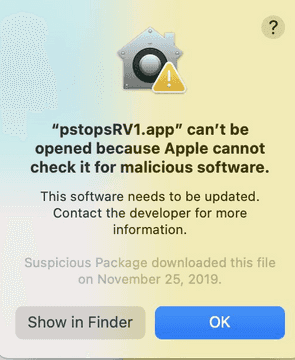 ?
“pstopsRV1.app” can’t be
opened because Apple cannot
check it for malicious software.
This software needs to be updated.
Contact the developer for more
information.
Suspicious Package downloaded this file
on November 25, 2019.
Show in Finder
OK